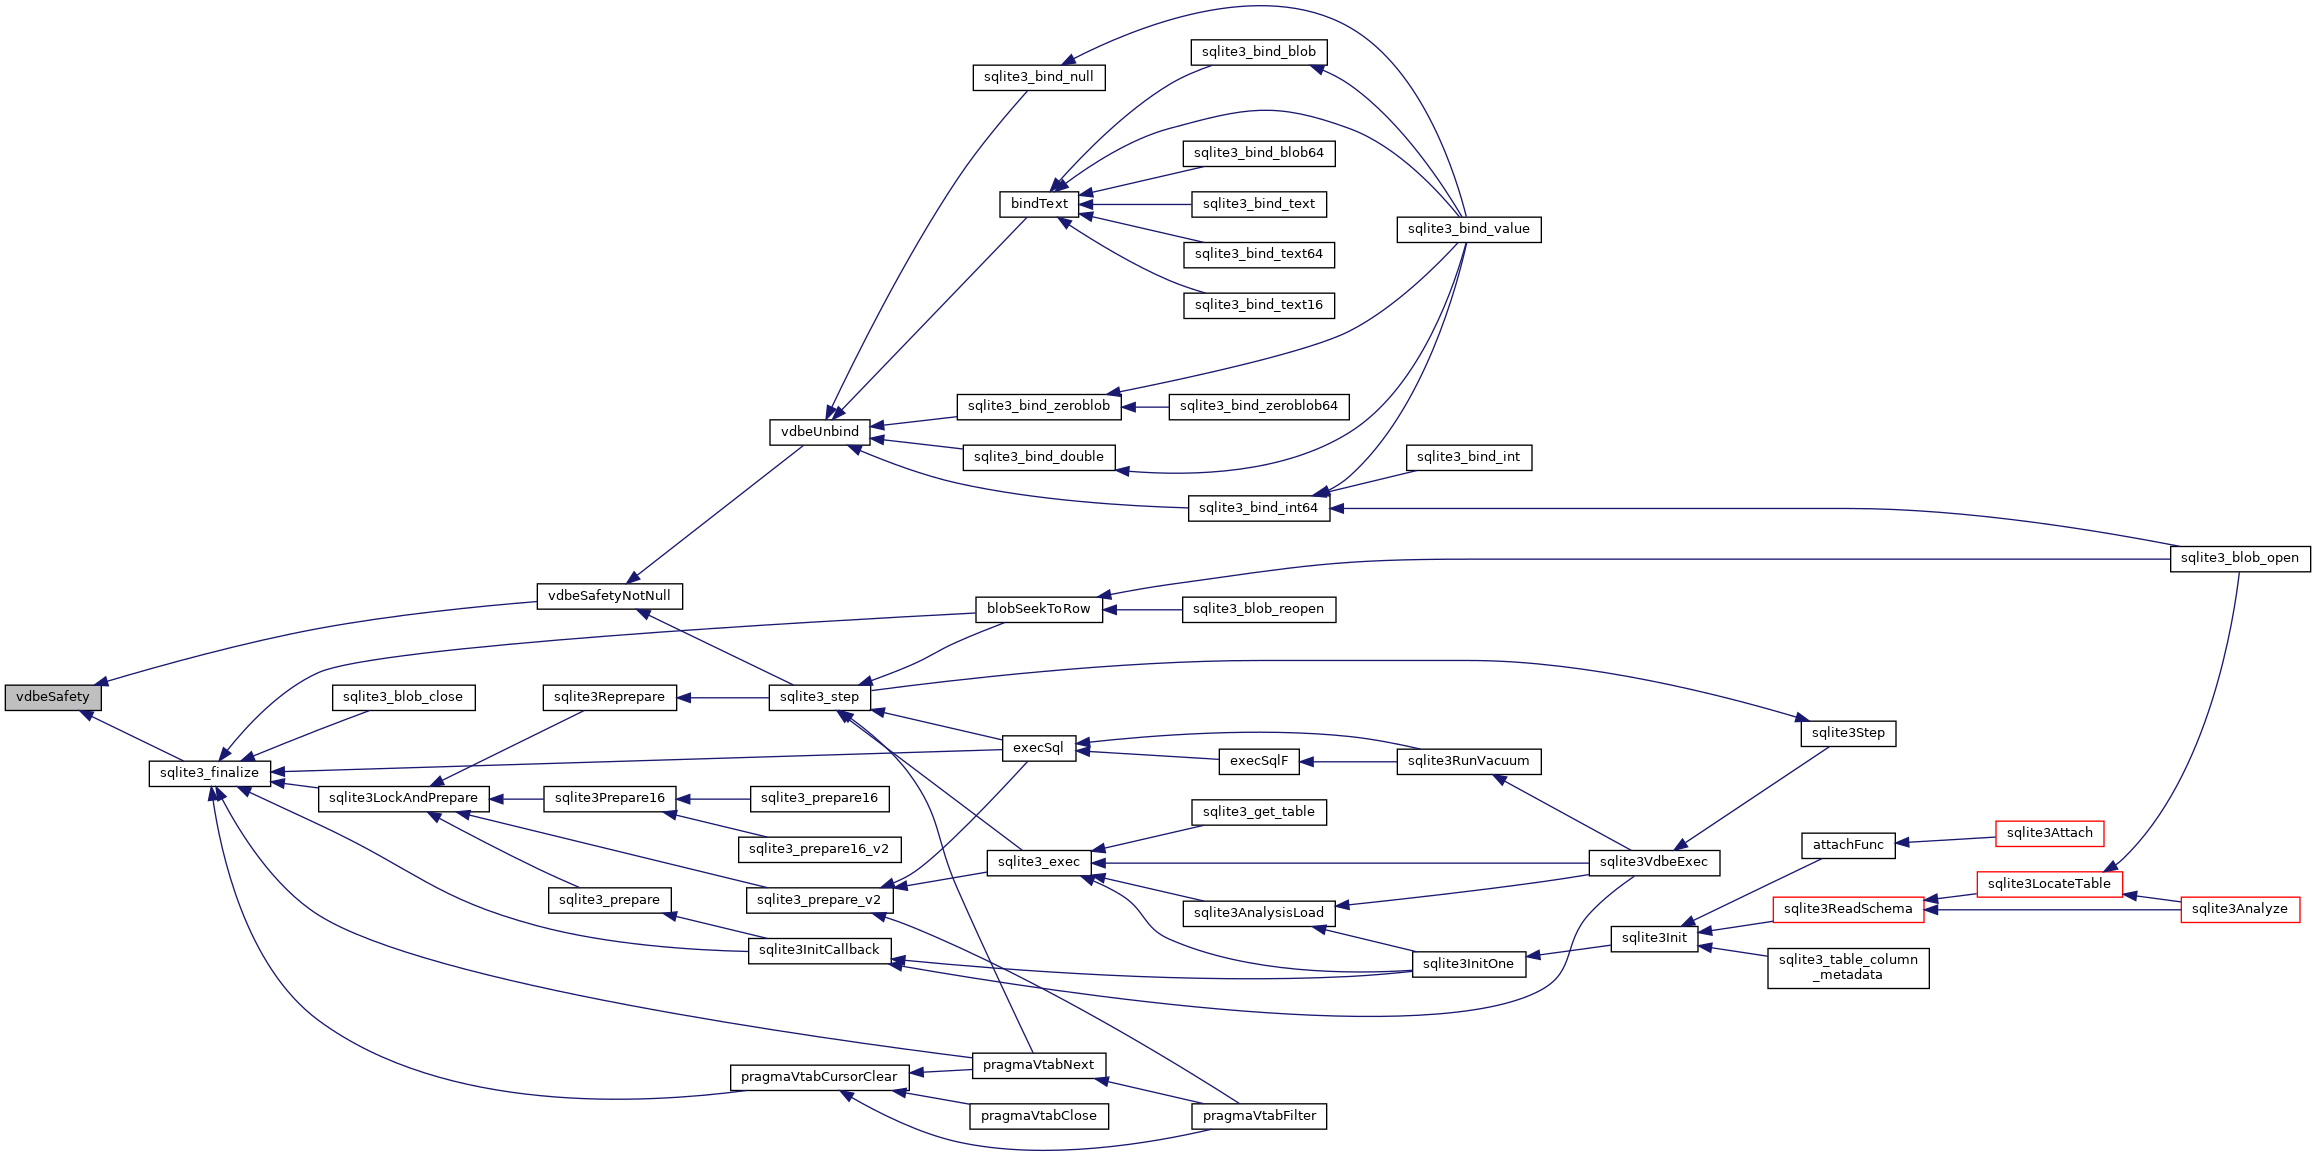 sqlite3_bind_blob
sqlite3_bind_null
sqlite3_bind_blob64
bindText
sqlite3_bind_text
sqlite3_bind_value
sqlite3_bind_text64
sqlite3_bind_text16
sqlite3_bind_zeroblob
sqlite3_bind_zeroblob64
vdbeUnbind
sqlite3_bind_double
sqlite3_bind_int
sqlite3_bind_int64
sqlite3_blob_open
vdbeSafetyNotNull
blobSeekToRow
sqlite3_blob_reopen
vdbeSafety
sqlite3_blob_close
sqlite3Reprepare
sqlite3_step
sqlite3Step
execSql
execSqlF
sqlite3RunVacuum
sqlite3_finalize
sqlite3LockAndPrepare
sqlite3Prepare16
sqlite3_prepare16
sqlite3_get_table
sqlite3Attach
attachFunc
sqlite3_prepare16_v2
sqlite3_exec
sqlite3VdbeExec
sqlite3LocateTable
sqlite3_prepare
sqlite3_prepare_v2
sqlite3AnalysisLoad
sqlite3ReadSchema
sqlite3Analyze
sqlite3Init
sqlite3InitCallback
sqlite3InitOne
sqlite3_table_column
_metadata
pragmaVtabNext
pragmaVtabCursorClear
pragmaVtabClose
pragmaVtabFilter